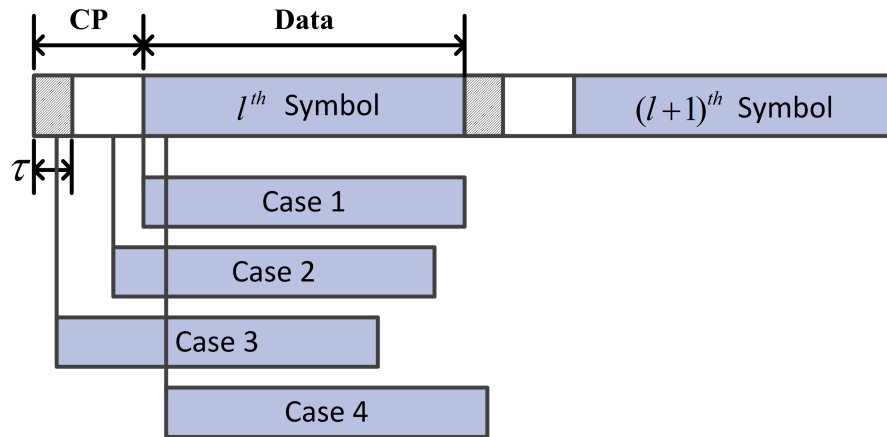 CP
Data
l^th Symbol
(l+1)^th Symbol
τ
Case 1
Case 2
Case 3
Case 4